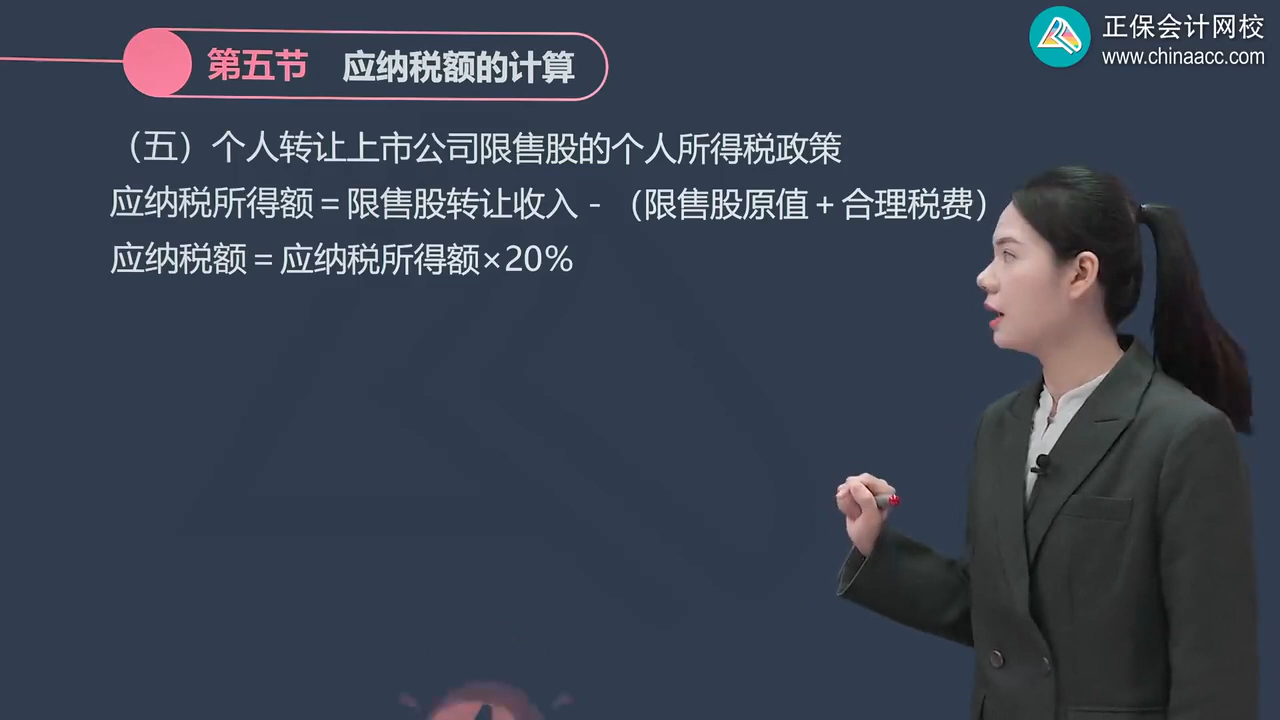 正保会计网校
www.chinaacc.com
第五节 应纳税额的计算
（五）个人转让上市公司限售股的个人所得税政策
应纳税所得额＝限售股转让收入-（限售股原值＋合理税费）
应纳税额＝应纳税所得额×20%